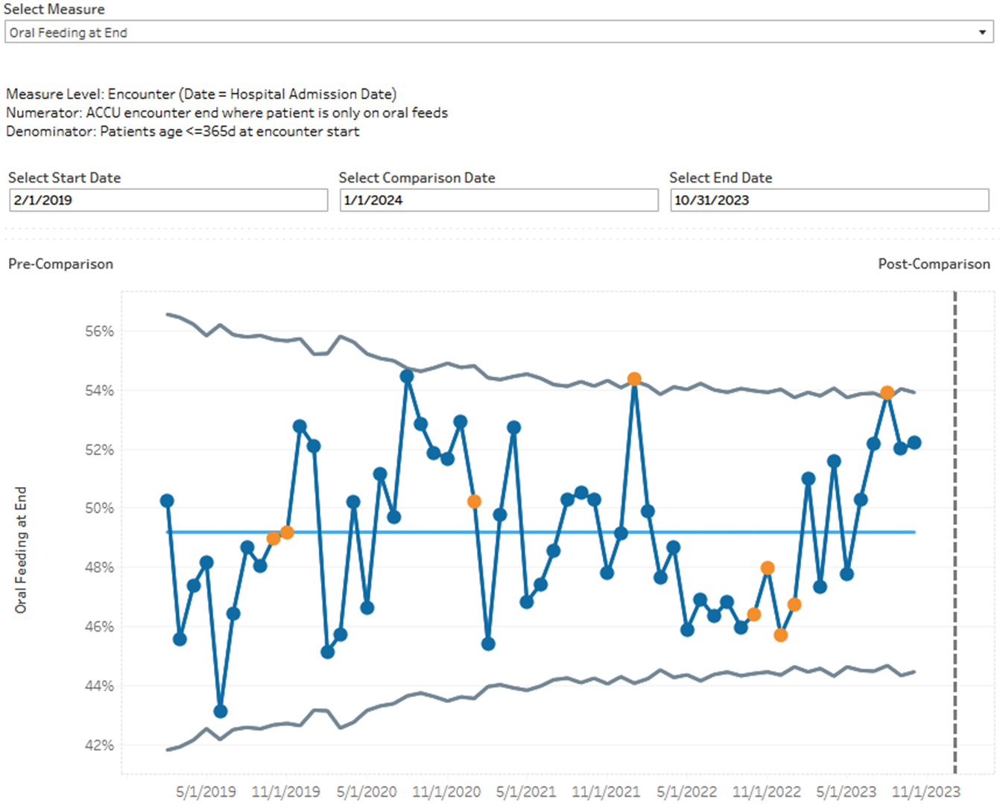 Select Measure
Oral Feeding at End
Measure Level: Encounter (Date = Hospital Admission Date)
Numerator: ACCU encounter end where patient is only on oral feeds
Denominator: Patients age <=365d at encounter start
Select Start Date Select Comparison Date Select End Date
2/1/2019 1/1/2024 10/31/2023
Pre-Comparison Post-Comparison
56%
54%
52%
50%
48%
46%
44%
42%
Oral Feeding at End
5/1/2019 11/1/2019 5/1/2020 11/1/2020 5/1/2021 11/1/2021 5/1/2022 11/1/2022 5/1/2023 11/1/2023